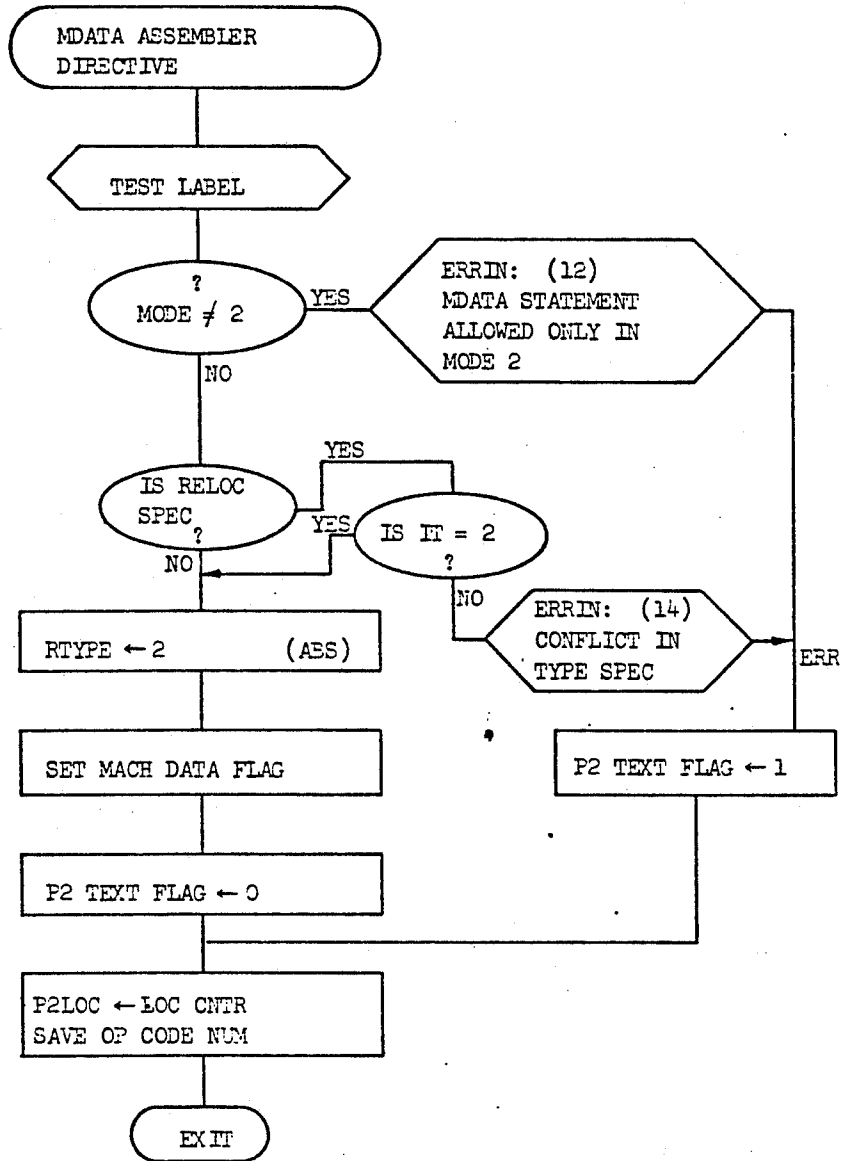 MDATA ASSEMBLER
DIRECTIVE
TEST LABEL
?
MODE ≠ 2
YES
NO
ERRIN: (12)
MDATA STATEMENT
ALLOWED ONLY IN
MODE 2
IS RELOC
SPEC
?
YES
NO
IS IT = 2
?
YES
NO
ERRIN: (14)
CONFLICT IN
TYPE SPEC
ERR
RTYPE ← 2 (ABS)
SET MACH DATA FLAG
P2 TEXT FLAG ← 1
P2 TEXT FLAG ← 0
P2LOC ← LOC CNTR
SAVE OP CODE NUM
EXIT